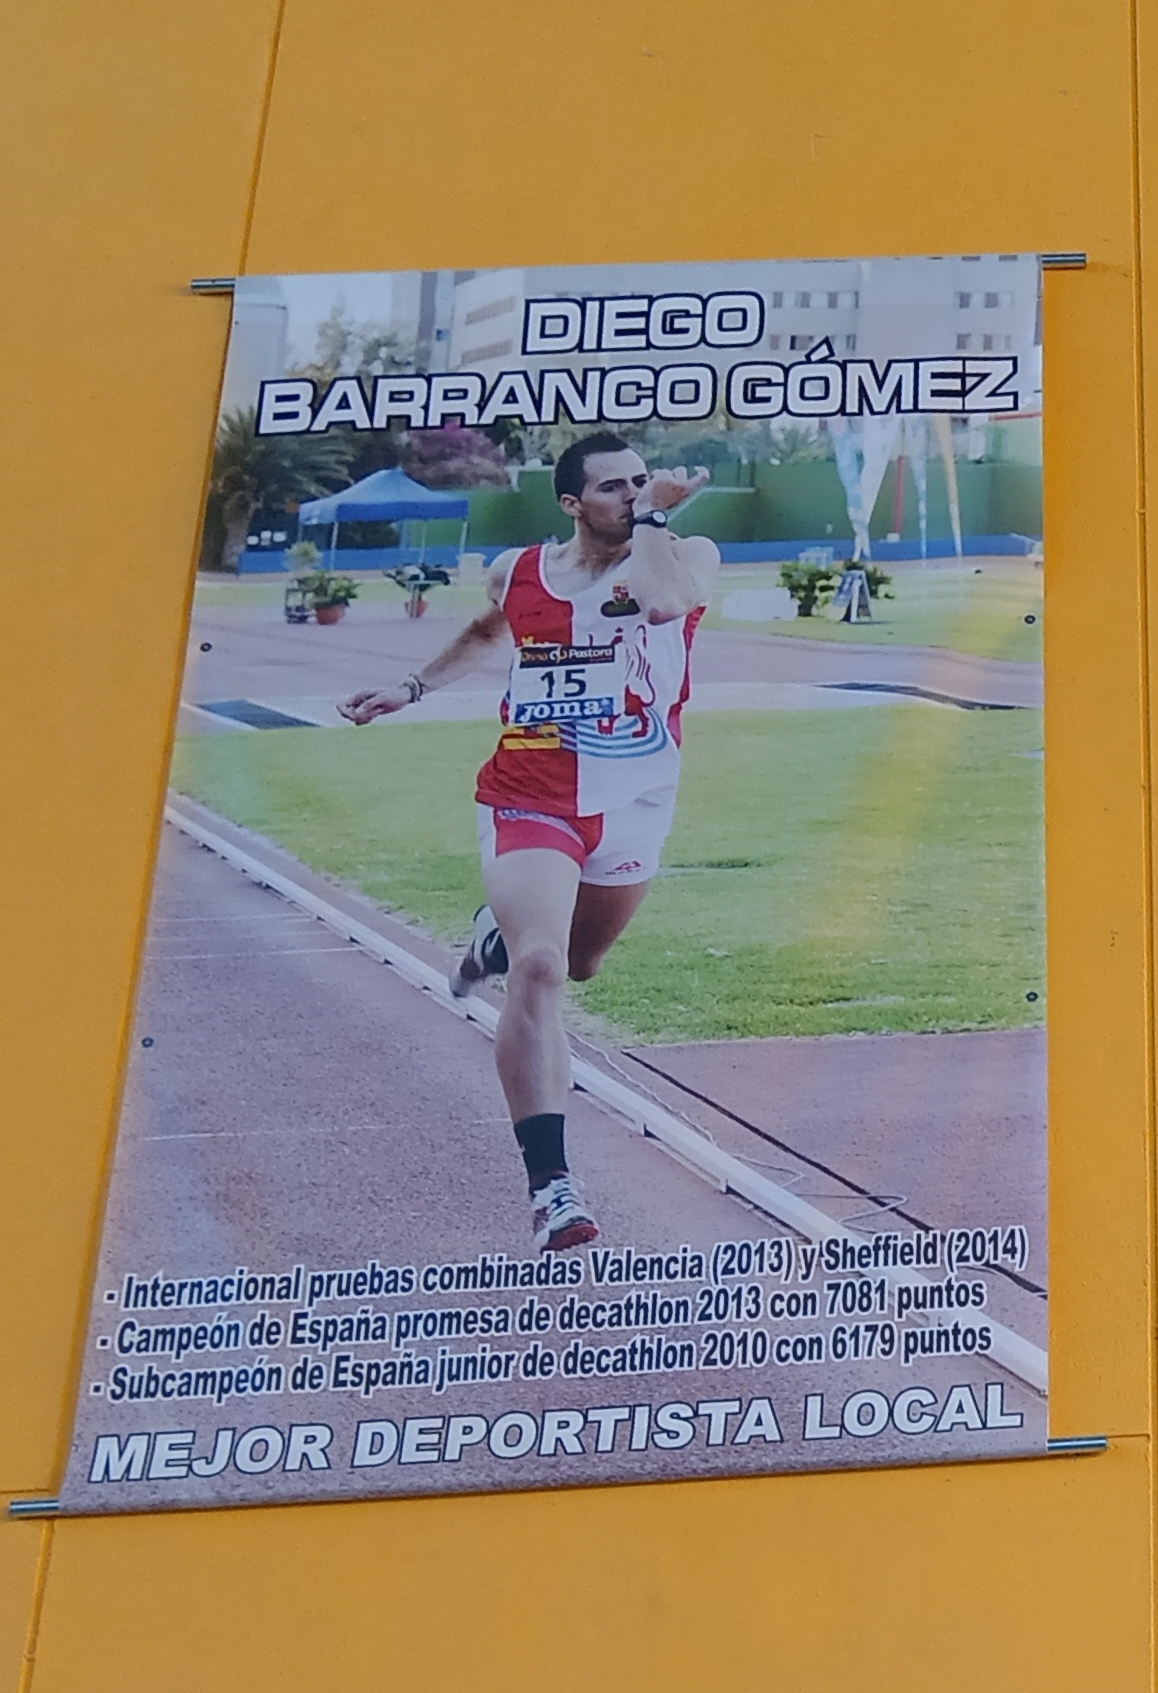 DIEGO
BARRANCO GÓMEZ
Pastora
15
Joma
- Internacional pruebas combinadas Valencia (2013) y Sheffield (2014)
- Campeón de España promesa de decathlon 2013 con 7081 puntos
- Subcampeón de España junior de decathlon 2010 con 6179 puntos
MEJOR DEPORTISTA LOCAL